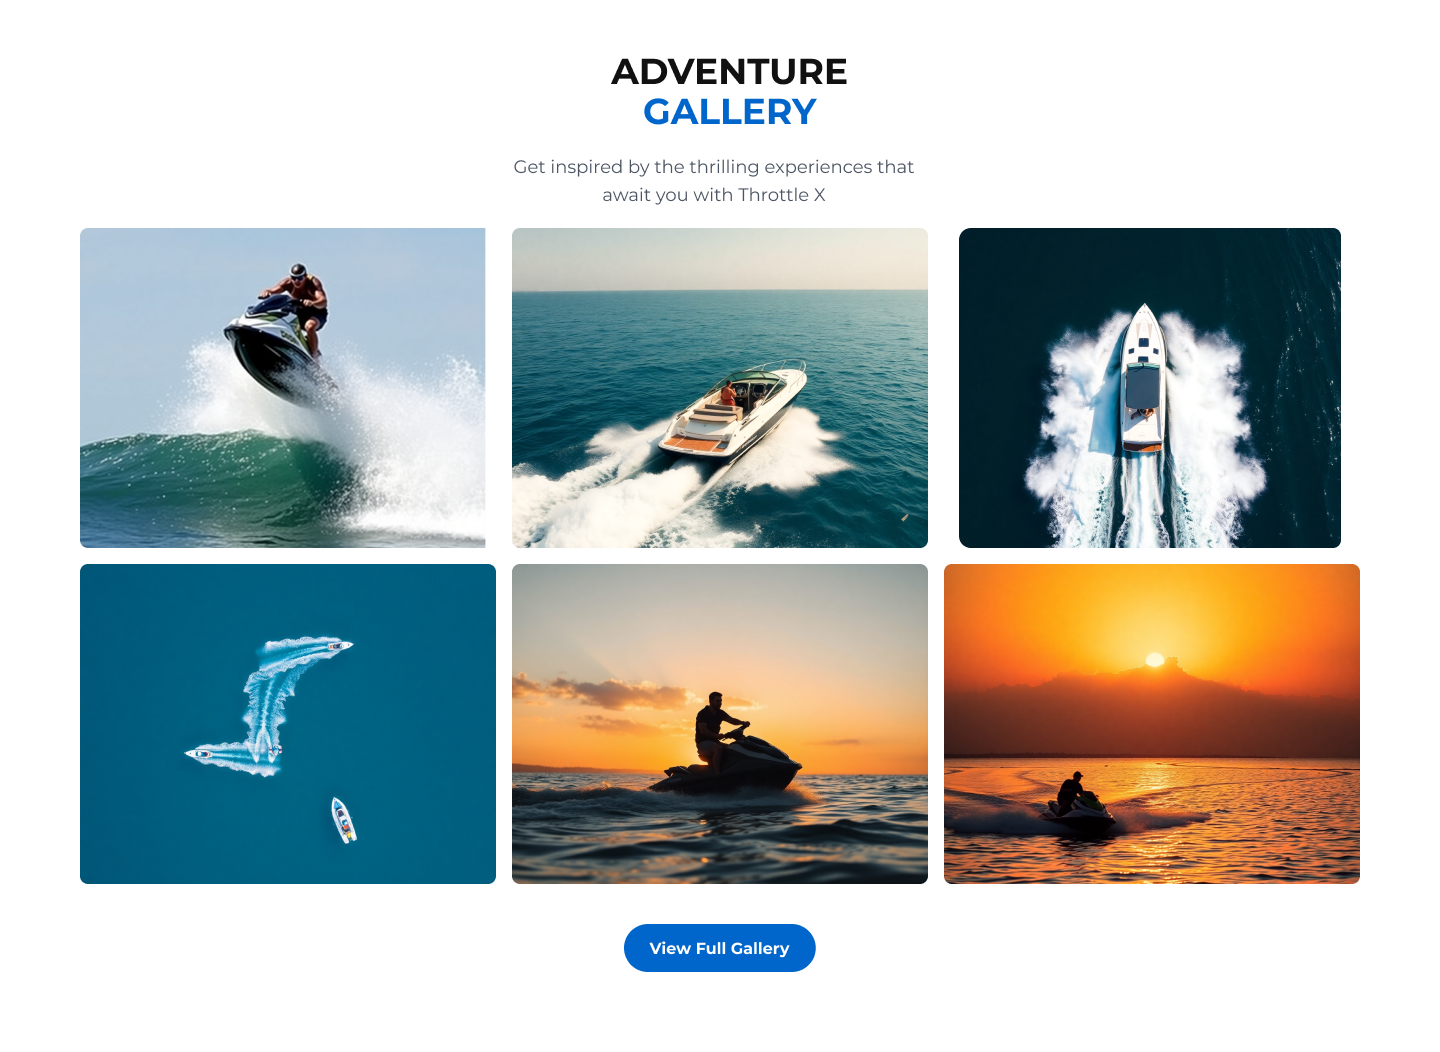 ADVENTURE
GALLERY
Get inspired by the thrilling experiences that
await you with Throttle X
View Full Gallery